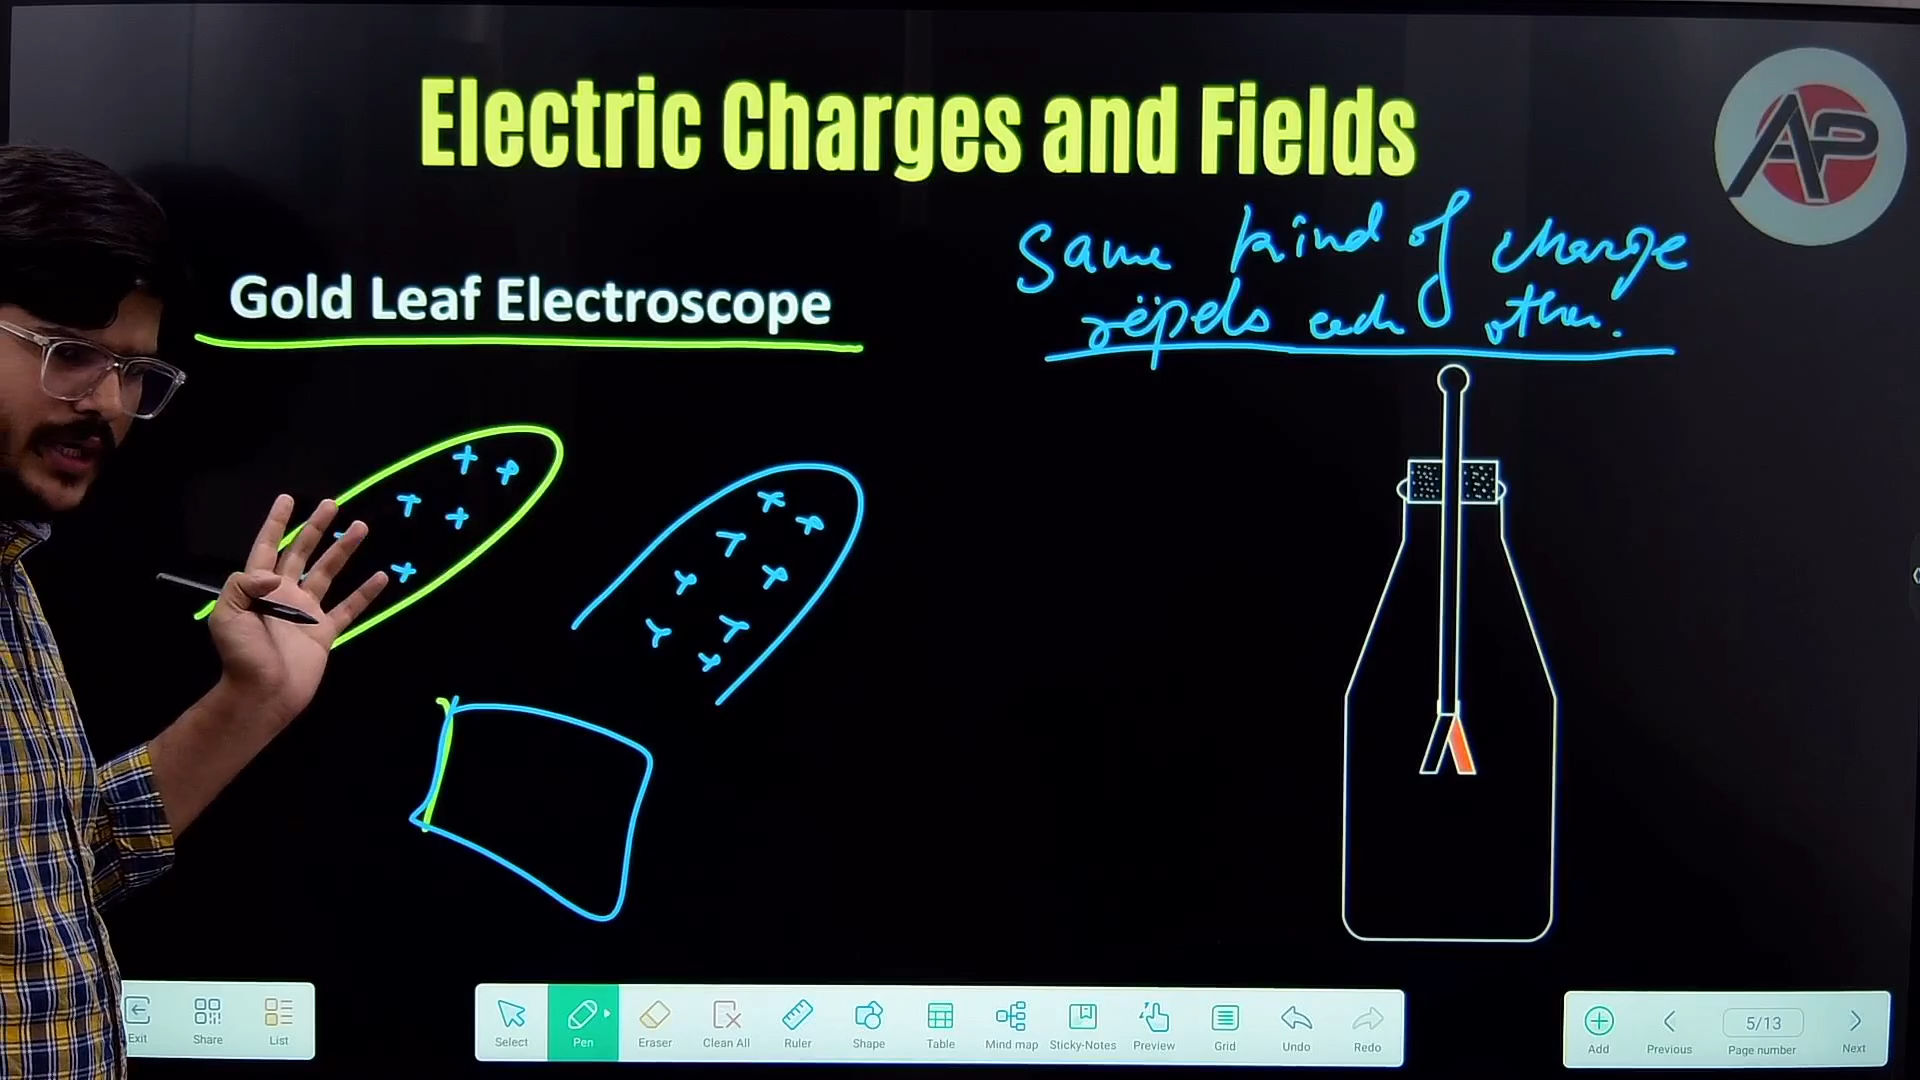 Electric Charges and Fields
AP
Same kind of charge
repels each other.
Gold Leaf Electroscope
+ +
+ +
+
+ +
+ +
+ +
+ +
Exit
Share
List
Select
Pen
Eraser
Clean All
Ruler
Shape
Table
Mind map
Sticky-Notes
Preview
Grid
Undo
Redo
Add
Previous
5/13
Page number
Next